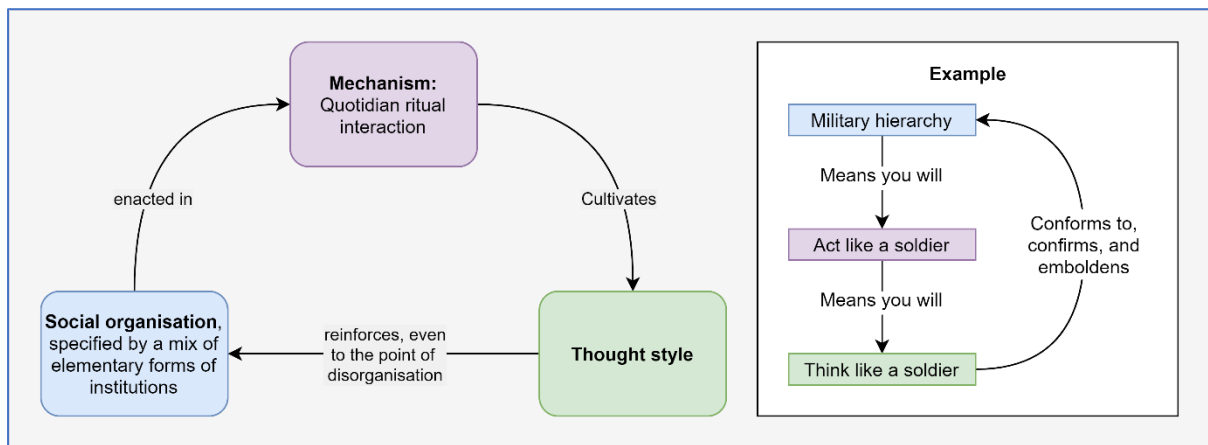 Mechanism:
Quotidian ritual
interaction
enacted in
Cultivates
Social organisation,
specified by a mix of
elementary forms of
institutions
reinforces, even
to the point of
disorganisation
Thought style
Example
Military hierarchy
Means you will
Act like a soldier
Means you will
Think like a soldier
Conforms to,
confirms, and
emboldens